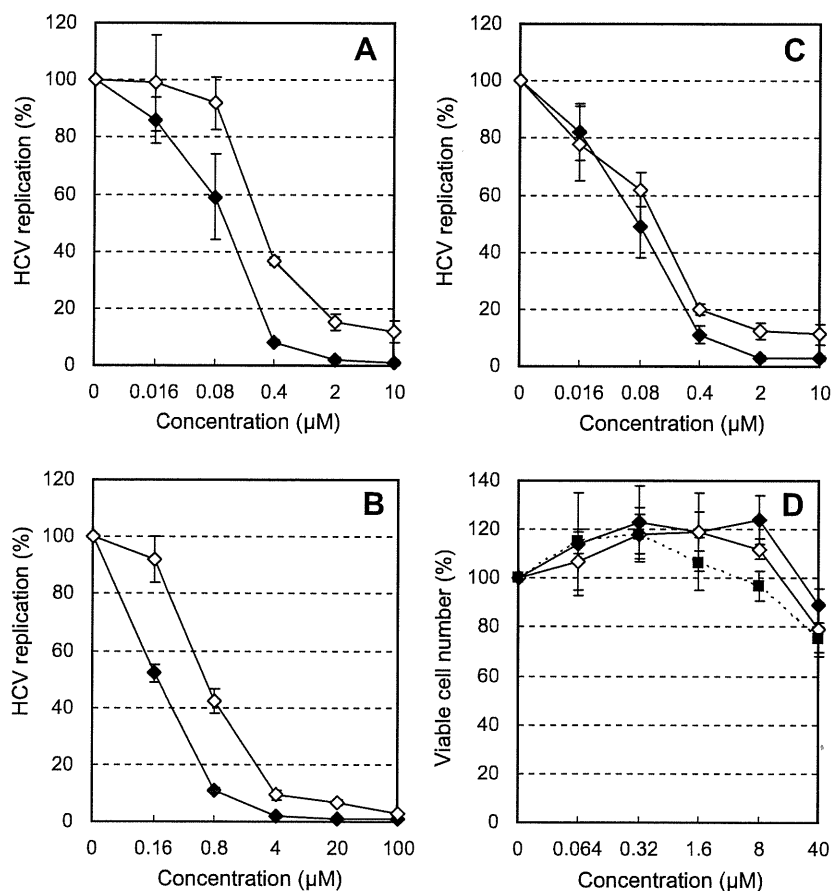 A
HCV replication (%)
120
100
80
60
40
20
0
0 0.016 0.08 0.4 2 10
Concentration (µM)
C
HCV replication (%)
120
100
80
60
40
20
0
0 0.016 0.08 0.4 2 10
Concentration (µM)
B
HCV replication (%)
120
100
80
60
40
20
0
0 0.16 0.8 4 20 100
Concentration (µM)
D
Viable cell number (%)
140
120
100
80
60
40
20
0
0 0.064 0.32 1.6 8 40
Concentration (µM)